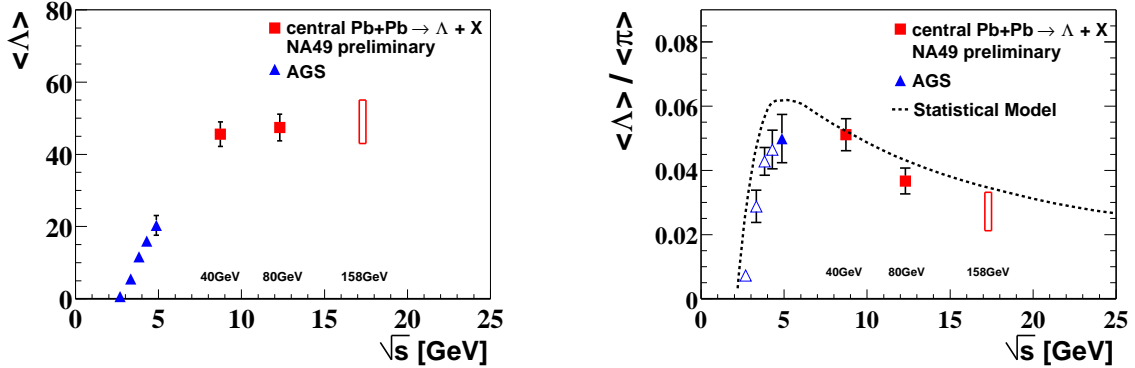 <Λ>
80
60
40
20
0
0 5 10 15 20 25
√s [GeV]
central Pb+Pb → Λ + X
NA49 preliminary
AGS
40GeV 80GeV 158GeV
<Λ> / <π>
0.08
0.06
0.04
0.02
0
0 5 10 15 20 25
√s [GeV]
central Pb+Pb → Λ + X
NA49 preliminary
AGS
Statistical Model
40GeV 80GeV 158GeV